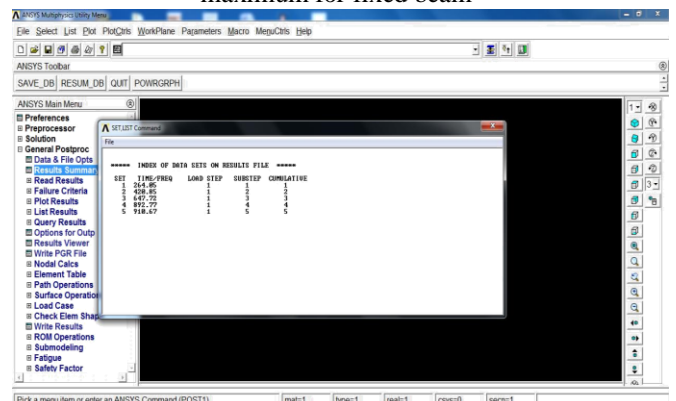 maximum for fixed beam
ANSYS Multiphysics Utility Menu
File Select List Plot PlotCtrls WorkPlane Parameters Macro MenuCtrls Help
ANSYS Toolbar
SAVE_DB RESUM_DB QUIT POWRGRPH
ANSYS Main Menu
Preferences
Preprocessor
Solution
General Postproc
Data & File Opts
Results Summar
Read Results
Failure Criteria
Plot Results
List Results
Query Results
Options for Outp
Results Viewer
Write PGR File
Nodal Calcs
Element Table
Path Operations
Surface Operation
Load Case
Check Elem Shap
Write Results
ROM Operations
Submodeling
Fatigue
Safety Factor
SET,LIST Command
File
***** INDEX OF DATA SETS ON RESULTS FILE *****
SET TIME/FREQ LOAD STEP SUBSTEP CUMULATIVE
1 264.05 1 1 1
2 420.05 1 2 2
3 647.72 1 3 3
4 892.77 1 4 4
5 910.67 1 5 5
1
3
Pick a menu item or enter an ANSYS Command (POST1) mat=1 type=1 real=1 csys=0 secn=1